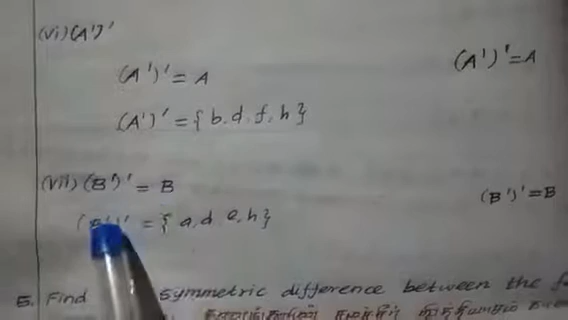 (vi) (A')'
(A')' = A
(A')' = A
(A')' = { b, d, f, h }
(vii) (B')' = B
(B')' = B
(B')' = { a, d, e, h }
5. Find symmetric difference between the